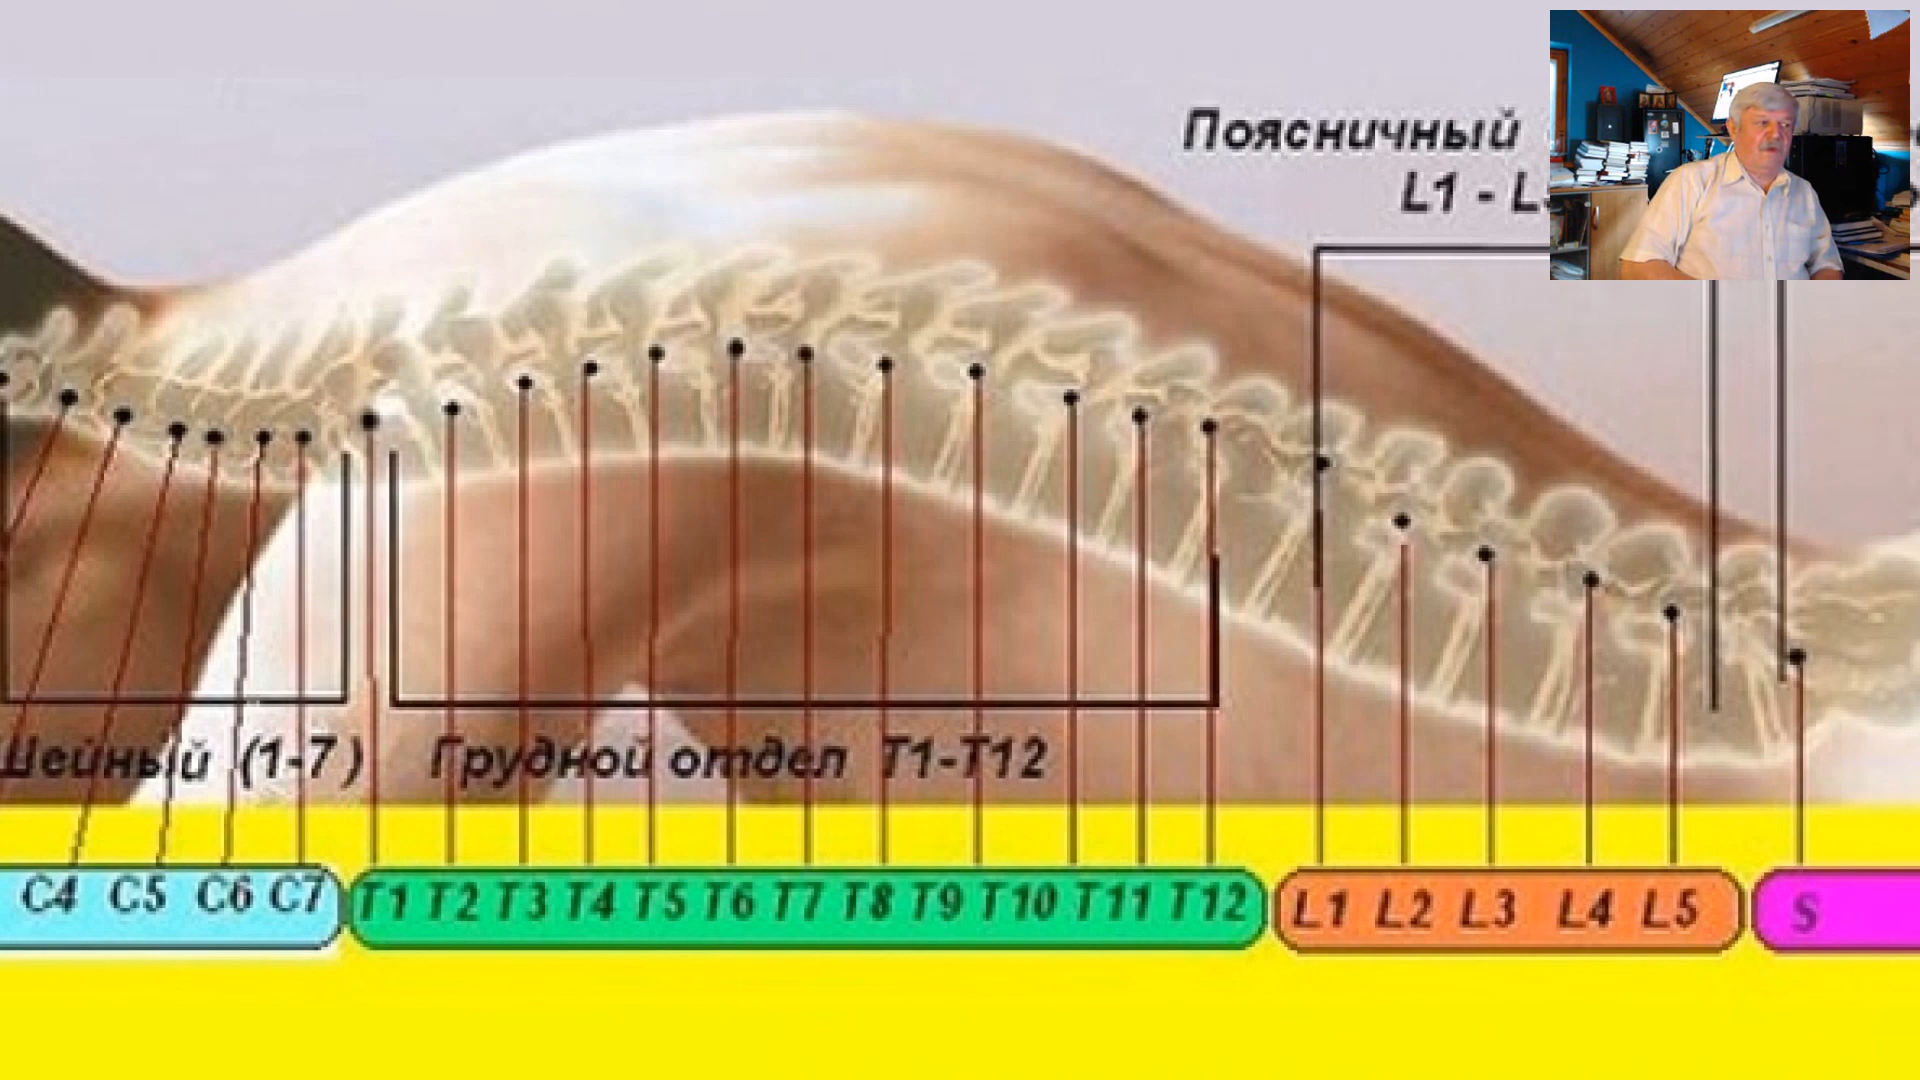 Поясничный
L1 - L5
Шейный (1-7)
Грудной отдел T1-T12
C4 C5 C6 C7 T1 T2 T3 T4 T5 T6 T7 T8 T9 T10 T11 T12 L1 L2 L3 L4 L5 S